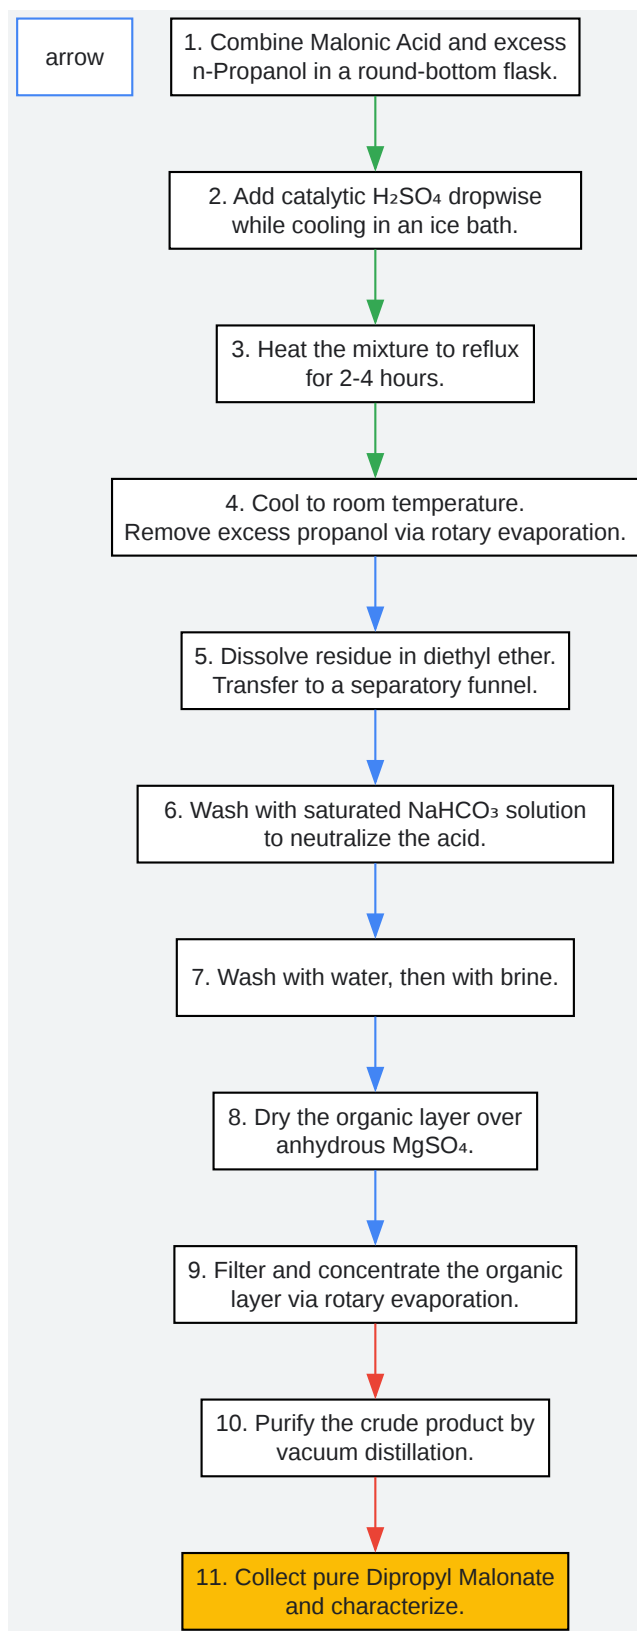 arrow
1. Combine Malonic Acid and excess
n-Propanol in a round-bottom flask.
2. Add catalytic H₂SO₄ dropwise
while cooling in an ice bath.
3. Heat the mixture to reflux
for 2-4 hours.
4. Cool to room temperature.
Remove excess propanol via rotary evaporation.
5. Dissolve residue in diethyl ether.
Transfer to a separatory funnel.
6. Wash with saturated NaHCO₃ solution
to neutralize the acid.
7. Wash with water, then with brine.
8. Dry the organic layer over
anhydrous MgSO₄.
9. Filter and concentrate the organic
layer via rotary evaporation.
10. Purify the crude product by
vacuum distillation.
11. Collect pure Dipropyl Malonate
and characterize.